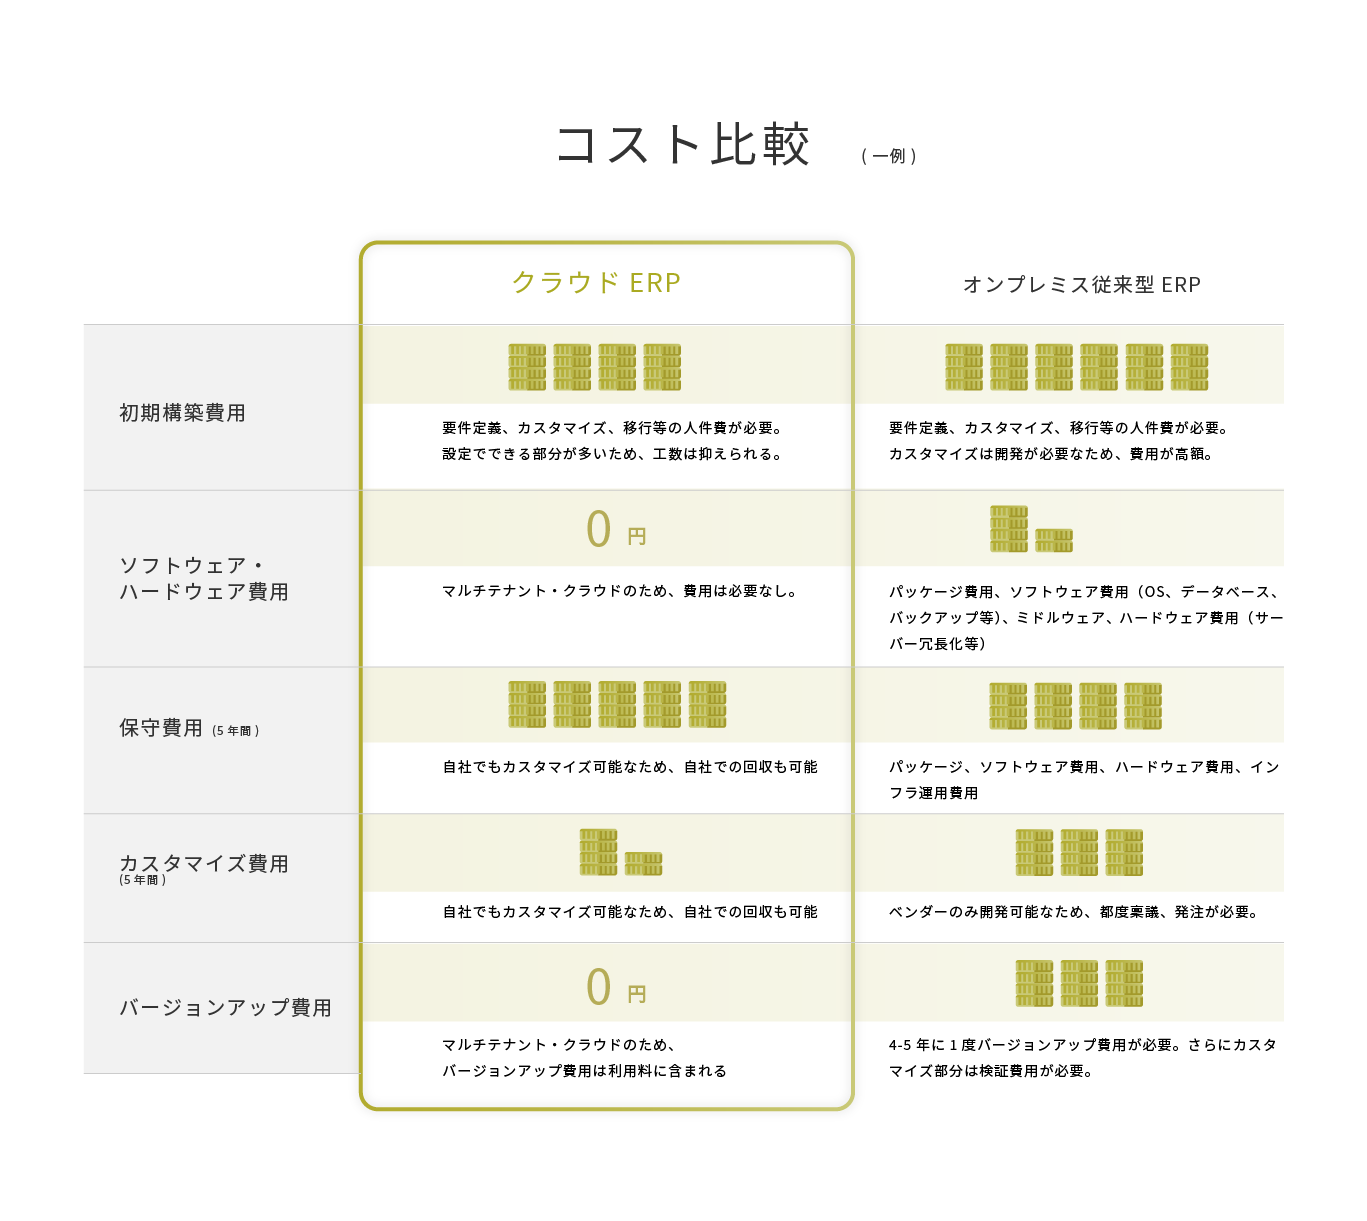 コスト比較 ( 一例 )
クラウド ERP
オンプレミス従来型 ERP
初期構築費用
要件定義、カスタマイズ、移行等の人件費が必要。
設定でできる部分が多いため、工数は抑えられる。
要件定義、カスタマイズ、移行等の人件費が必要。
カスタマイズは開発が必要なため、費用が高額。
ソフトウェア・
ハードウェア費用
0 円
マルチテナント・クラウドのため、費用は必要なし。
パッケージ費用、ソフトウェア費用（OS、データベース、
バックアップ等）、ミドルウェア、ハードウェア費用（サー
バー冗長化等）
保守費用 (5 年間 )
自社でもカスタマイズ可能なため、自社での回収も可能
パッケージ、ソフトウェア費用、ハードウェア費用、イン
フラ運用費用
カスタマイズ費用
(5 年間 )
自社でもカスタマイズ可能なため、自社での回収も可能
ベンダーのみ開発可能なため、都度稟議、発注が必要。
バージョンアップ費用
0 円
マルチテナント・クラウドのため、
バージョンアップ費用は利用料に含まれる
4-5 年に 1 度バージョンアップ費用が必要。さらにカスタ
マイズ部分は検証費用が必要。